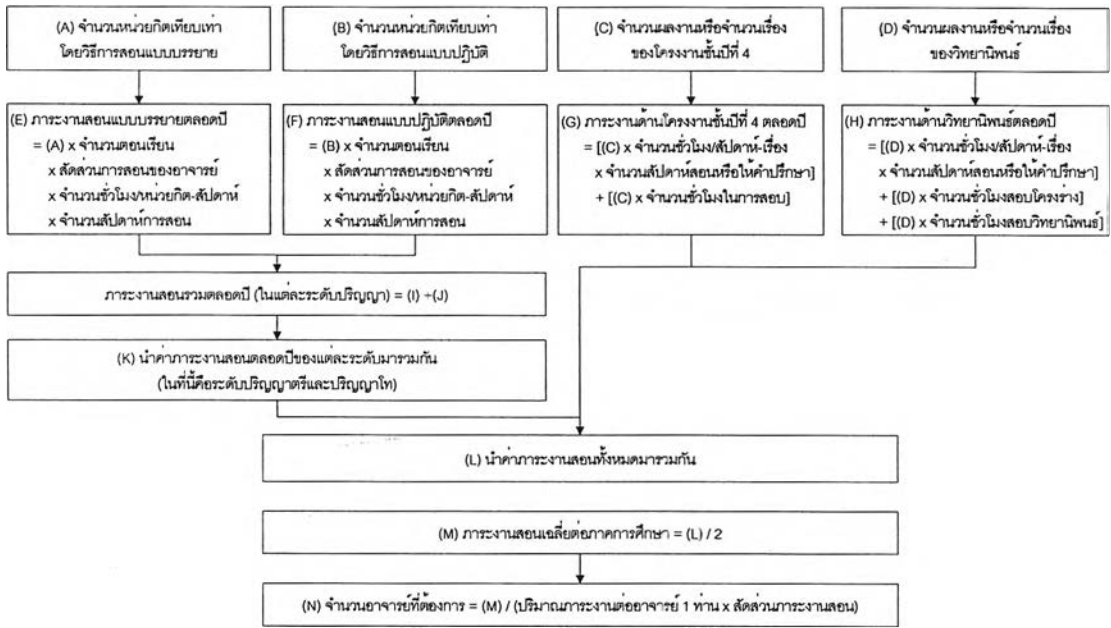 (A) จำนวนหน่วยกิตเทียบเท่า
โดยวิธีการสอนแบบบรรยาย
(B) จำนวนหน่วยกิตเทียบเท่า
โดยวิธีการสอนแบบปฏิบัติ
(C) จำนวนผลงานหรือจำนวนเรื่อง
ของโครงงานชั้นปีที่ 4
(D) จำนวนผลงานหรือจำนวนเรื่อง
ของวิทยานิพนธ์
(E) ภาระงานสอนแบบบรรยายตลอดปี
= (A) x จำนวนตอนเรียน
x สัดส่วนการสอนของอาจารย์
x จำนวนชั่วโมง/หน่วยกิต-สัปดาห์
x จำนวนสัปดาห์การสอน
(F) ภาระงานสอนแบบปฏิบัติตลอดปี
= (B) x จำนวนตอนเรียน
x สัดส่วนการสอนของอาจารย์
x จำนวนชั่วโมง/หน่วยกิต-สัปดาห์
x จำนวนสัปดาห์การสอน
(G) ภาระงานด้านโครงงานชั้นปีที่ 4 ตลอดปี
= [(C) x จำนวนชั่วโมง/สัปดาห์-เรื่อง
x จำนวนสัปดาห์สอนหรือให้คำปรึกษา]
+ [(C) x จำนวนชั่วโมงในการสอบ]
(H) ภาระงานด้านวิทยานิพนธ์ตลอดปี
= [(D) x จำนวนชั่วโมง/สัปดาห์-เรื่อง
x จำนวนสัปดาห์สอนหรือให้คำปรึกษา]
+ [(D) x จำนวนชั่วโมงสอบโครงร่าง]
+ [(D) x จำนวนชั่วโมงสอบวิทยานิพนธ์]
ภาระงานสอนรวมตลอดปี (ในแต่ละระดับปริญญา) = (I) +(J)
(K) นำค่าภาระงานสอนตลอดปีของแต่ละระดับมารวมกัน
(ในที่นี้คือระดับปริญญาตรีและปริญญาโท)
(L) นำค่าภาระงานสอนทั้งหมดมารวมกัน
(M) ภาระงานสอนเฉลี่ยต่อภาคการศึกษา = (L) / 2
(N) จำนวนอาจารย์ที่ต้องการ = (M) / (ปริมาณภาระงานต่ออาจารย์ 1 ท่าน x สัดส่วนภาระงานสอน)